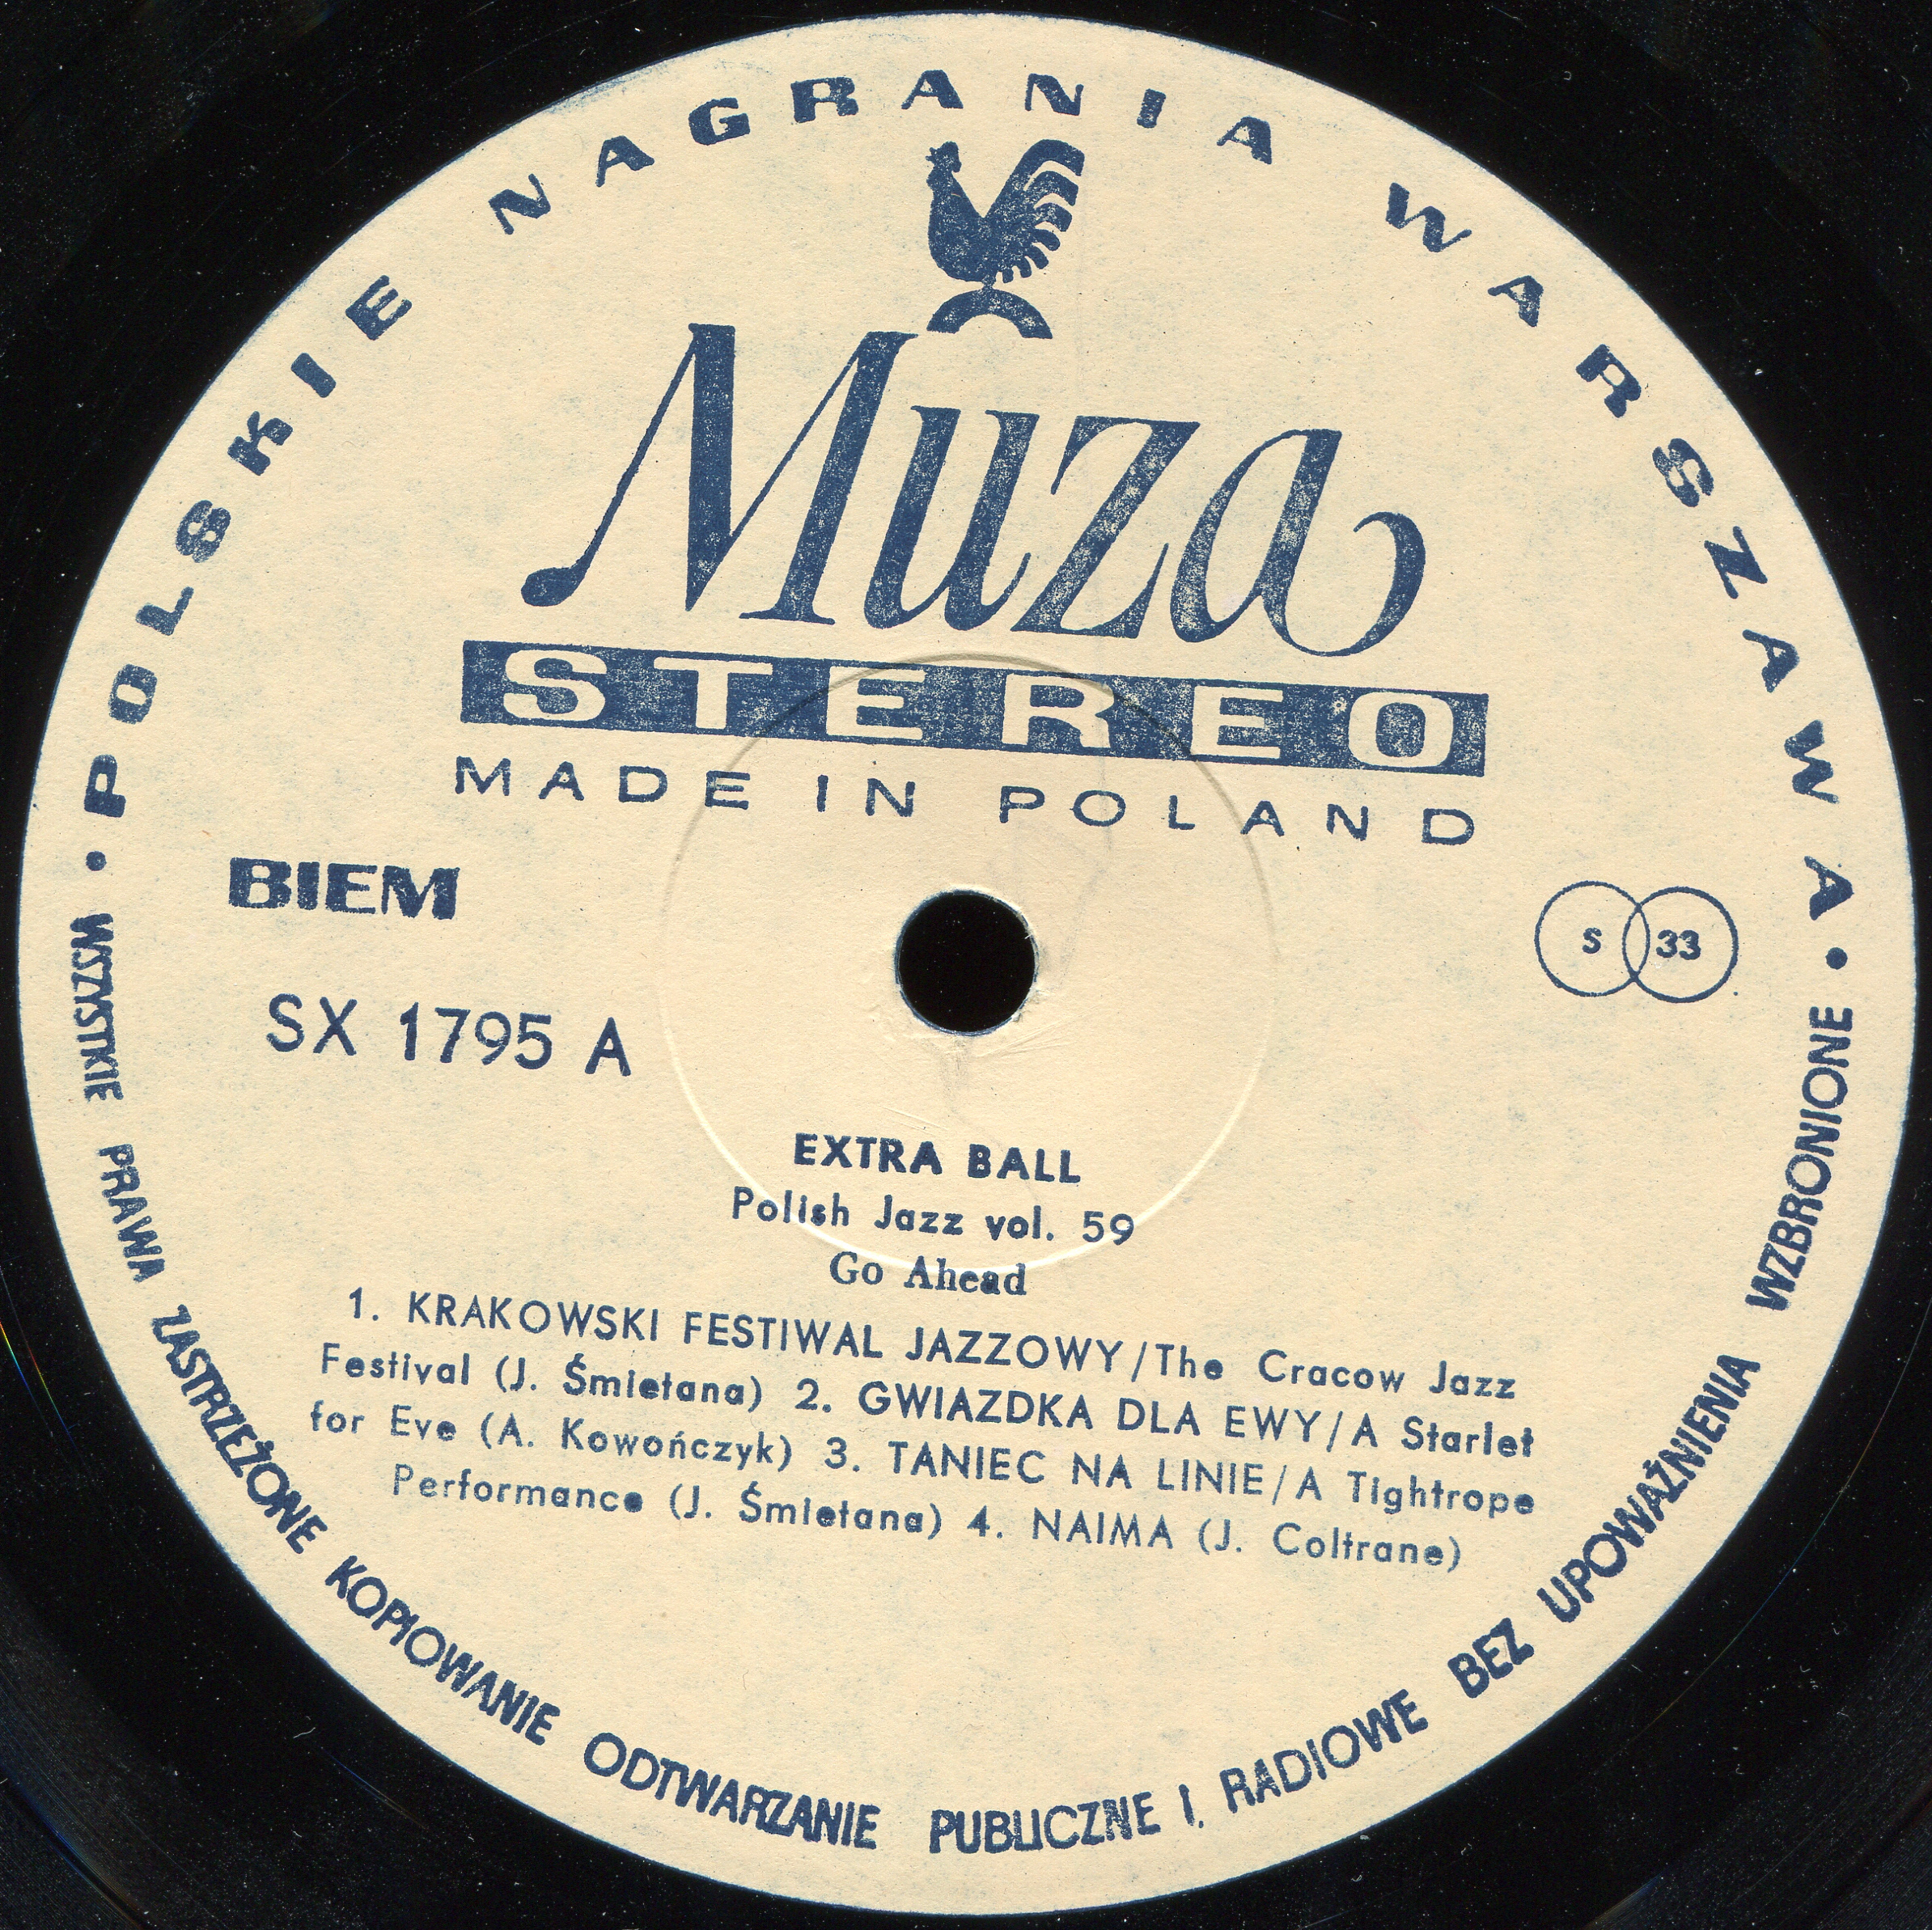 POLSKIE NAGRANIA WARSZAWA
Muza
STEREO
MADE IN POLAND
BIEM
S 33
SX 1795 A
EXTRA BALL
Polish Jazz vol. 59
Go Ahead
1. KRAKOWSKI FESTIWAL JAZZOWY/The Cracow Jazz
Festival (J. Śmietana) 2. GWIAZDKA DLA EWY/A Starlet
for Eve (A. Kowończyk) 3. TANIEC NA LINIE/A Tightrope
Performance (J. Śmietana) 4. NAIMA (J. Coltrane)
• WSZYSTKIE PRAWA ZASTRZEŻONE KOPIOWANIE ODTWARZANIE PUBLICZNE I RADIOWE BEZ UPOWAŻNIENIA WZBRONIONE •